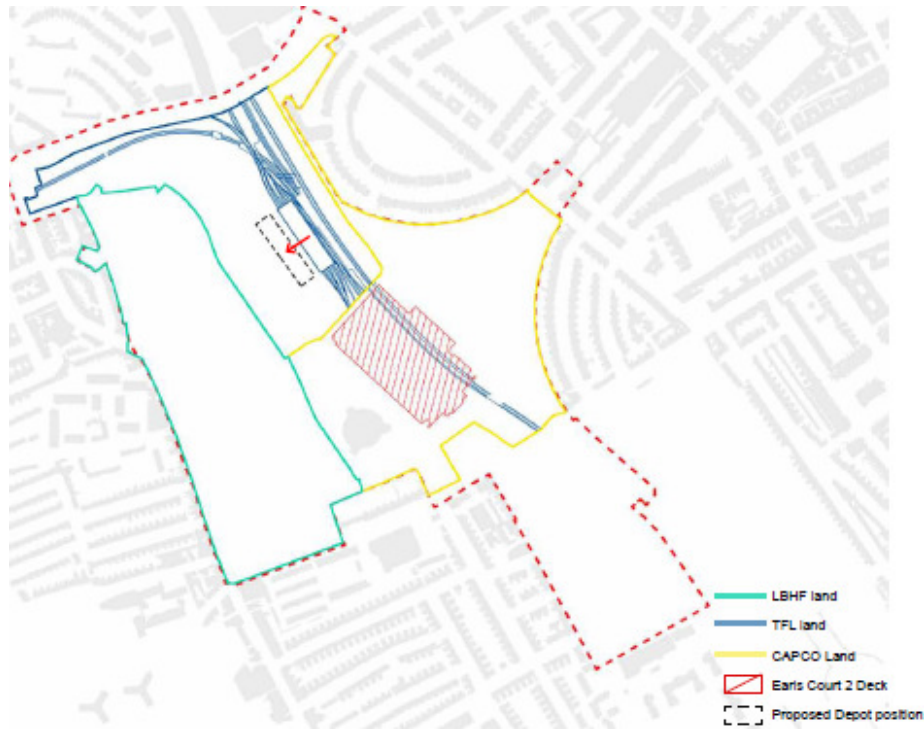 LBHF land
TFL land
CAPCO Land
Earls Court 2 Deck
Proposed Depot position